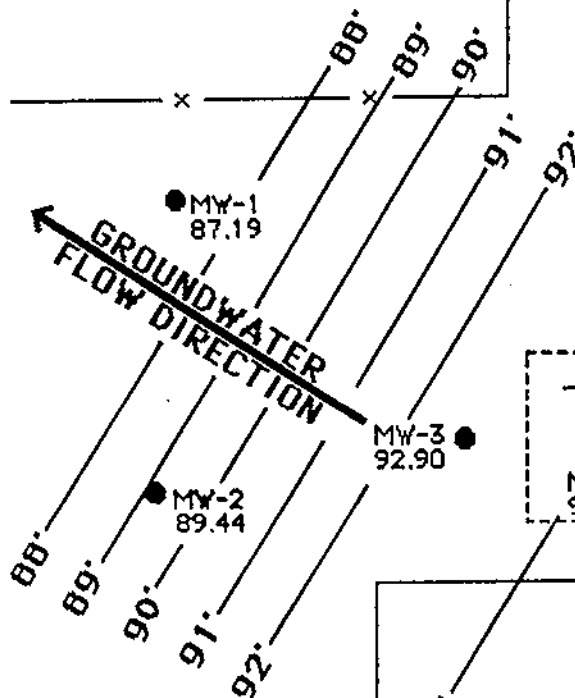 88'
89'
90'
91'
92'
MW-1
87.19
GROUNDWATER
FLOW DIRECTION
MW-3
92.90
MW-2
89.44
88'
89'
90'
91'
92'